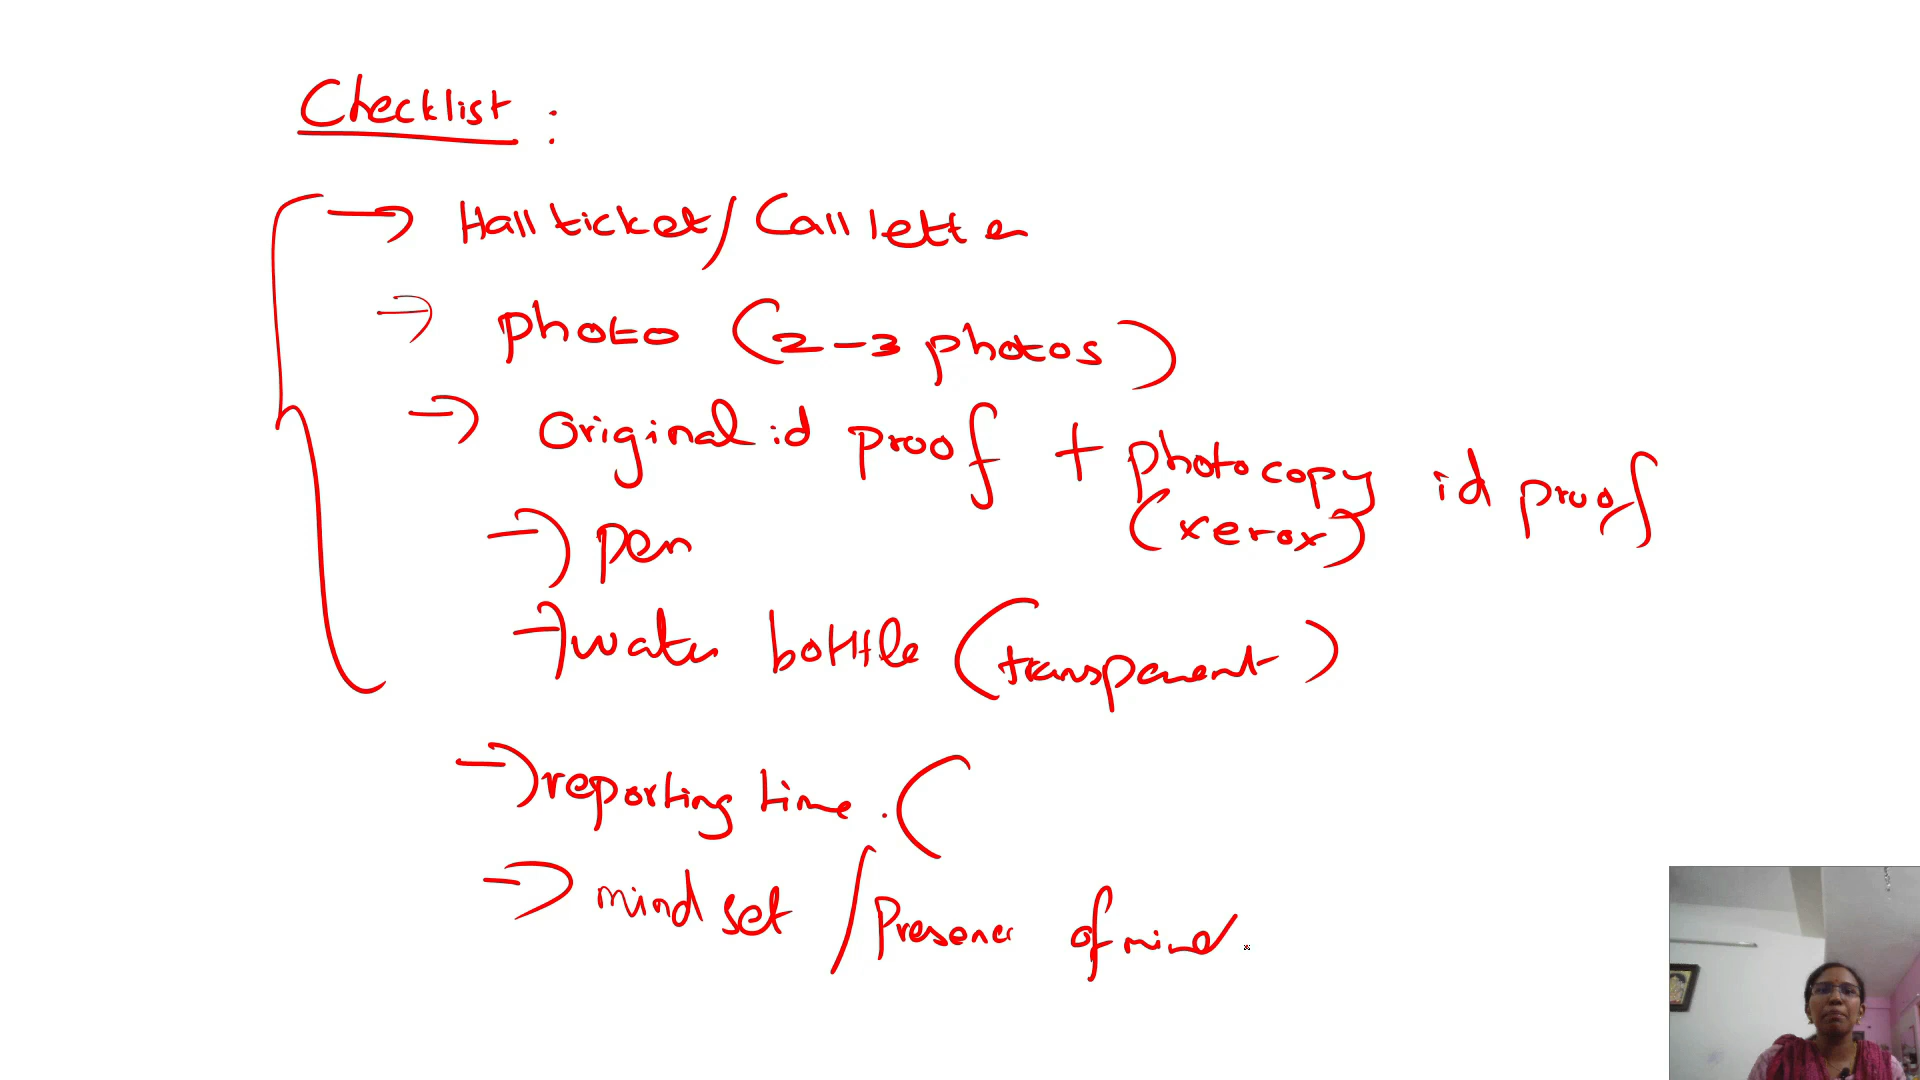 Checklist :
→ Hall ticket / Call letter
→ photo (2-3 photos)
→ Original id proof + photocopy id proof
(xerox)
→ pen
→ water bottle (transparent)
→ reporting time . (
→ mind set / Presence of mind .